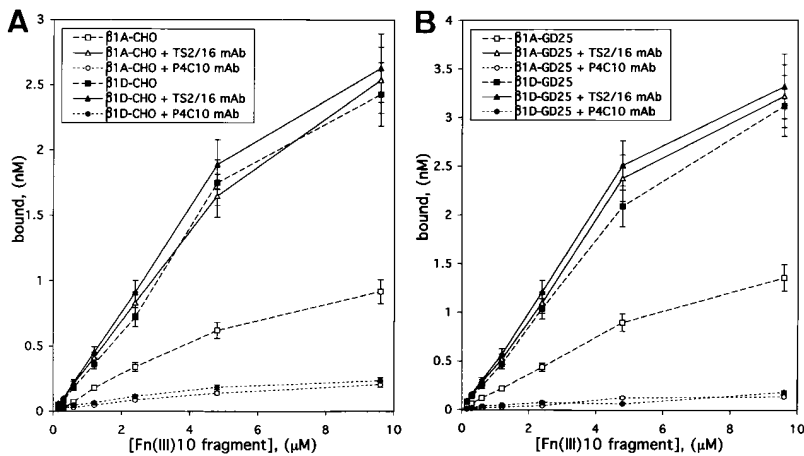 A
β1A-CHO
β1A-CHO + TS2/16 mAb
β1A-CHO + P4C10 mAb
β1D-CHO
β1D-CHO + TS2/16 mAb
β1D-CHO + P4C10 mAb
bound, (nM)
3
2.5
2
1.5
1
0.5
0
0
2
4
6
8
10
[Fn(III)10 fragment], (μM)
B
β1A-GD25
β1A-GD25 + TS2/16 mAb
β1A-GD25 + P4C10 mAb
β1D-GD25
β1D-GD25 + TS2/16 mAb
β1D-GD25 + P4C10 mAb
bound, (nM)
4
3.5
3
2.5
2
1.5
1
0.5
0
0
2
4
6
8
10
[Fn(III)10 fragment], (μM)